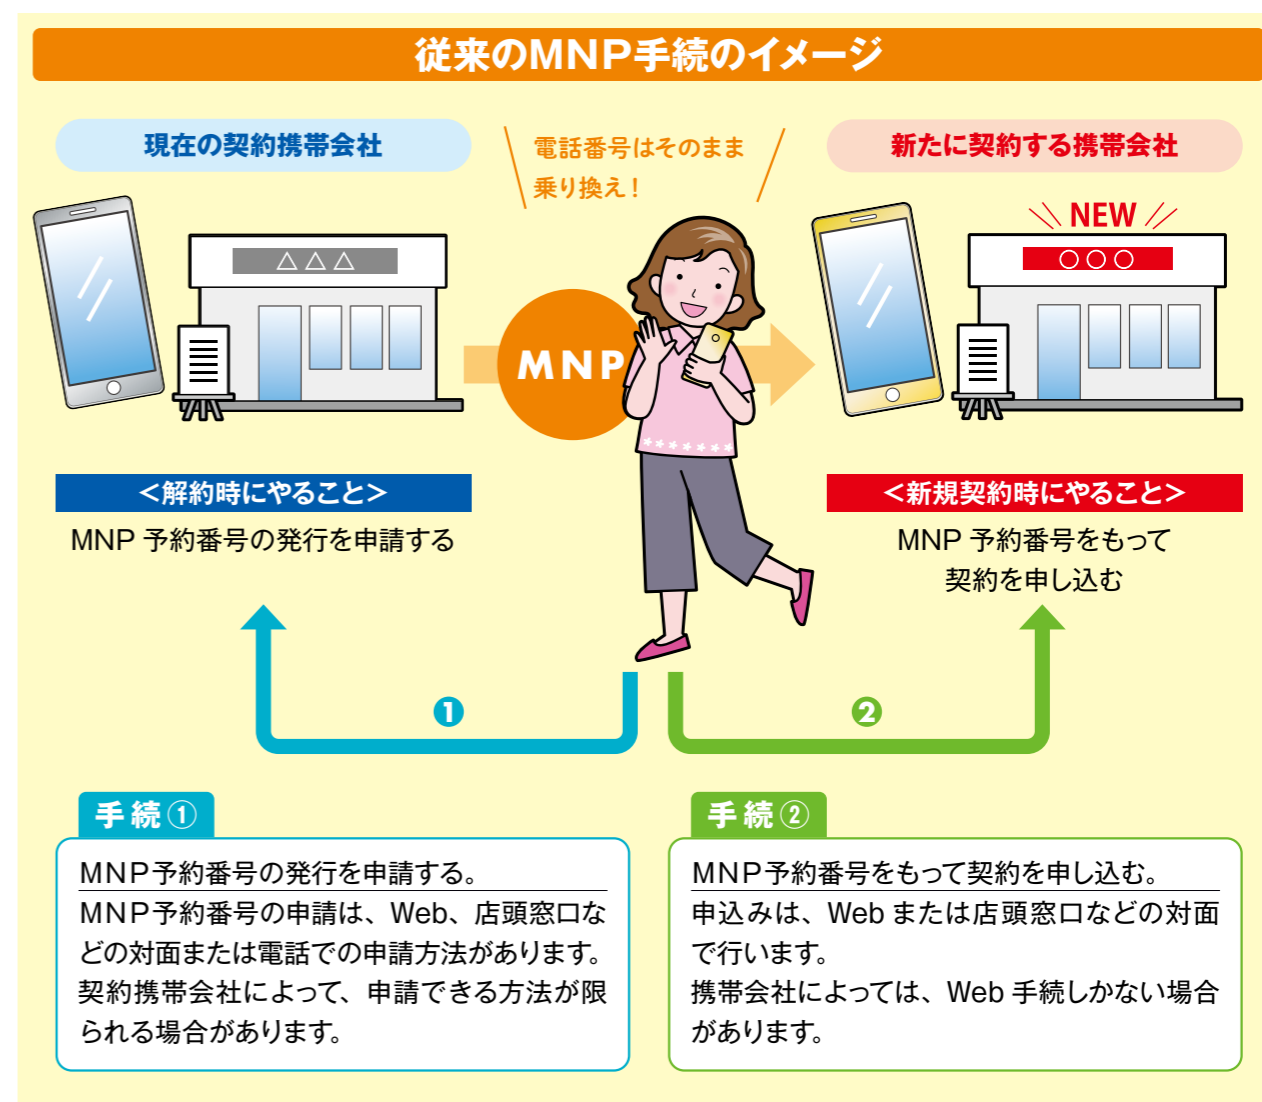 従来のMNP手続のイメージ
現在の契約携帯会社
電話番号はそのまま
乗り換え!
新たに契約する携帯会社
NEW
△△△
○○○
MNP
<解約時にやること>
MNP 予約番号の発行を申請する
<新規契約時にやること>
MNP 予約番号をもって
契約を申し込む
❶
❷
手続①
MNP予約番号の発行を申請する。
MNP予約番号の申請は、Web、店頭窓口な
どの対面または電話での申請方法があります。
契約携帯会社によって、申請できる方法が限
られる場合があります。
手続②
MNP予約番号をもって契約を申し込む。
申込みは、Web または店頭窓口などの対面
で行います。
携帯会社によっては、Web 手続しかない場合
があります。